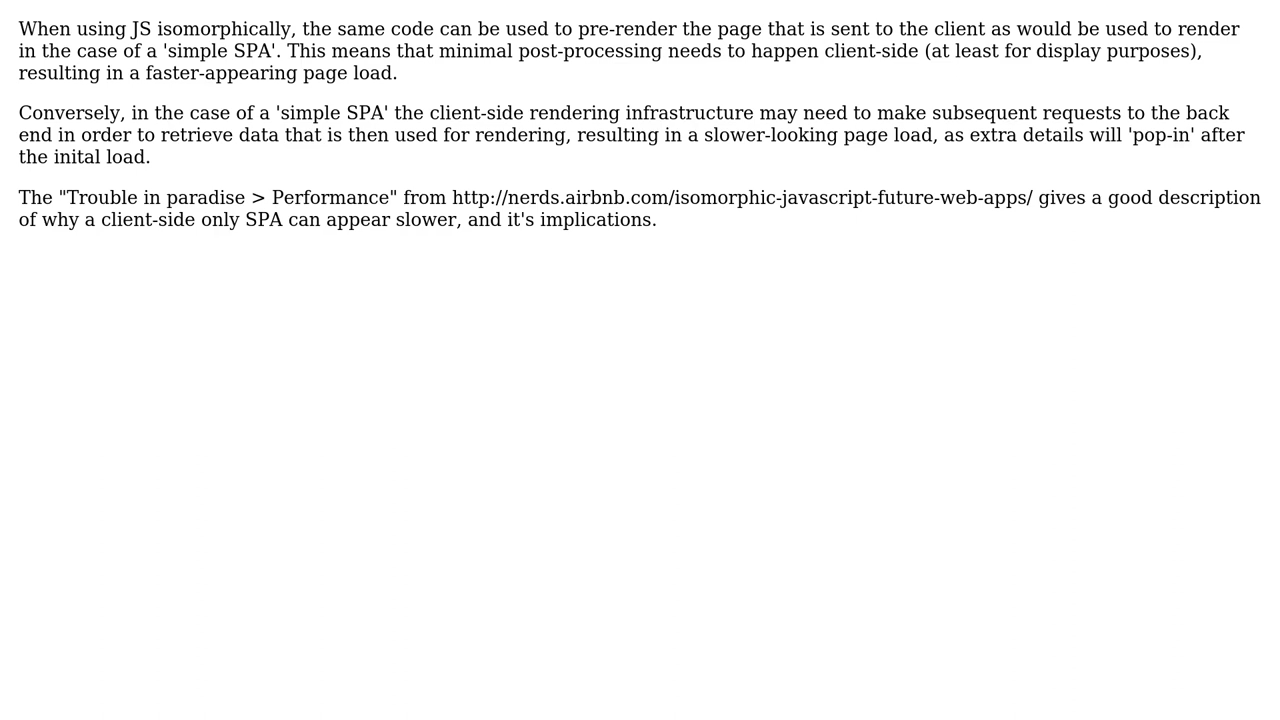 When using JS isomorphically, the same code can be used to pre-render the page that is sent to the client as would be used to render
in the case of a 'simple SPA'. This means that minimal post-processing needs to happen client-side (at least for display purposes),
resulting in a faster-appearing page load.
Conversely, in the case of a 'simple SPA' the client-side rendering infrastructure may need to make subsequent requests to the back
end in order to retrieve data that is then used for rendering, resulting in a slower-looking page load, as extra details will 'pop-in' after
the inital load.
The "Trouble in paradise > Performance" from http://nerds.airbnb.com/isomorphic-javascript-future-web-apps/ gives a good description
of why a client-side only SPA can appear slower, and it's implications.